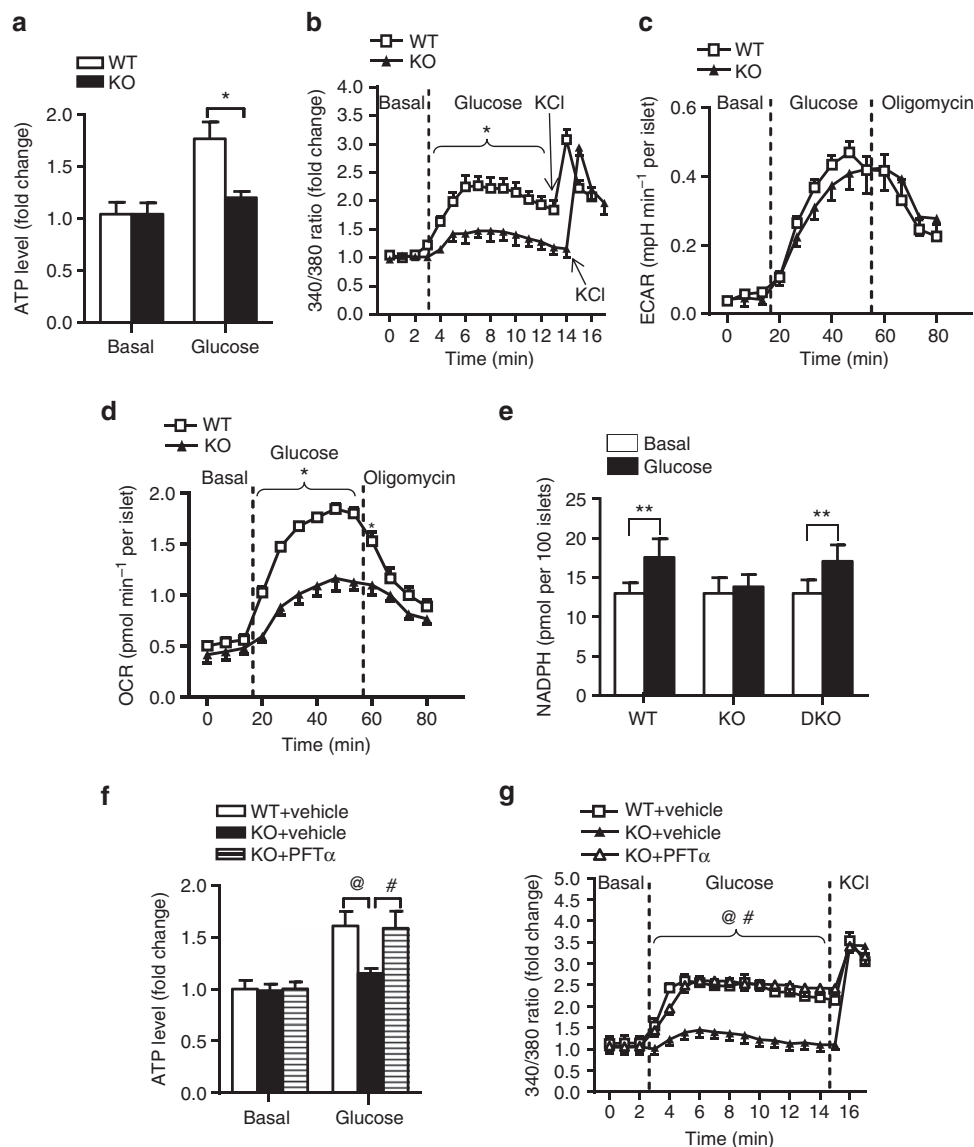 a
WT
KO
*
ATP level (fold change)
2.0
1.5
1.0
0.5
0.0
Basal Glucose
b
WT
KO
Basal Glucose KCl
*
340/380 ratio (fold change)
4.0
3.5
3.0
2.5
2.0
1.5
1.0
0.5
0.0
KCl
0 2 4 6 8 10 12 14 16
Time (min)
c
WT
KO
Basal Glucose Oligomycin
ECAR (mpH min−1 per islet)
0.6
0.4
0.2
0.0
0 20 40 60 80
Time (min)
d
WT
KO
Glucose
Basal * Oligomycin
*
OCR (pmol min−1 per islet)
2.0
1.5
1.0
0.5
0.0
0 20 40 60 80
Time (min)
e
Basal
Glucose
** **
NADPH (pmol per 100 islets)
25
20
15
10
5
0
WT KO DKO
f
WT+vehicle
KO+vehicle
KO+PFTα
@ #
ATP level (fold change)
2.0
1.5
1.0
0.5
0.0
Basal Glucose
g
WT+vehicle
KO+vehicle
KO+PFTα
Basal Glucose KCl
@ #
340/380 ratio (fold change)
5.0
4.5
4.0
3.5
3.0
2.5
2.0
1.5
1.0
0.5
0.0
0 2 4 6 8 10 12 14 16
Time (min)